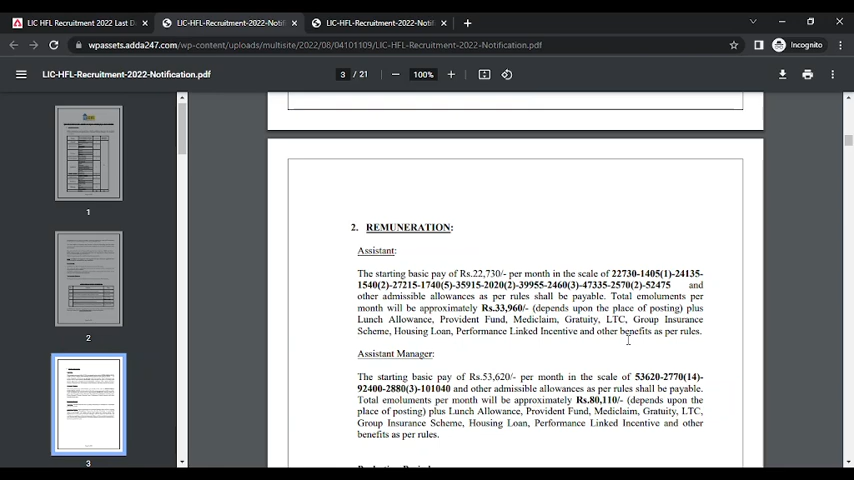 LIC HFL Recruitment 2022 Last Da
LIC-HFL-Recruitment-2022-Notific
LIC-HFL-Recruitment-2022-Notific
wpassets.adda247.com/wp-content/uploads/multisite/2022/08/04101109/LIC-HFL-Recruitment-2022-Notification.pdf
Incognito
LIC-HFL-Recruitment-2022-Notification.pdf
3 / 21
100%
1
2
3
2. REMUNERATION:
Assistant:
The starting basic pay of Rs.22,730/- per month in the scale of 22730-1405(1)-24135-
1540(2)-27215-1740(5)-35915-2020(2)-39955-2460(3)-47335-2570(2)-52475 and
other admissible allowances as per rules shall be payable. Total emoluments per
month will be approximately Rs.33,960/- (depends upon the place of posting) plus
Lunch Allowance, Provident Fund, Mediclaim, Gratuity, LTC, Group Insurance
Scheme, Housing Loan, Performance Linked Incentive and other benefits as per rules.
Assistant Manager:
The starting basic pay of Rs.53,620/- per month in the scale of 53620-2770(14)-
92400-2880(3)-101040 and other admissible allowances as per rules shall be payable.
Total emoluments per month will be approximately Rs.80,110/- (depends upon the
place of posting) plus Lunch Allowance, Provident Fund, Mediclaim, Gratuity, LTC,
Group Insurance Scheme, Housing Loan, Performance Linked Incentive and other
benefits as per rules.